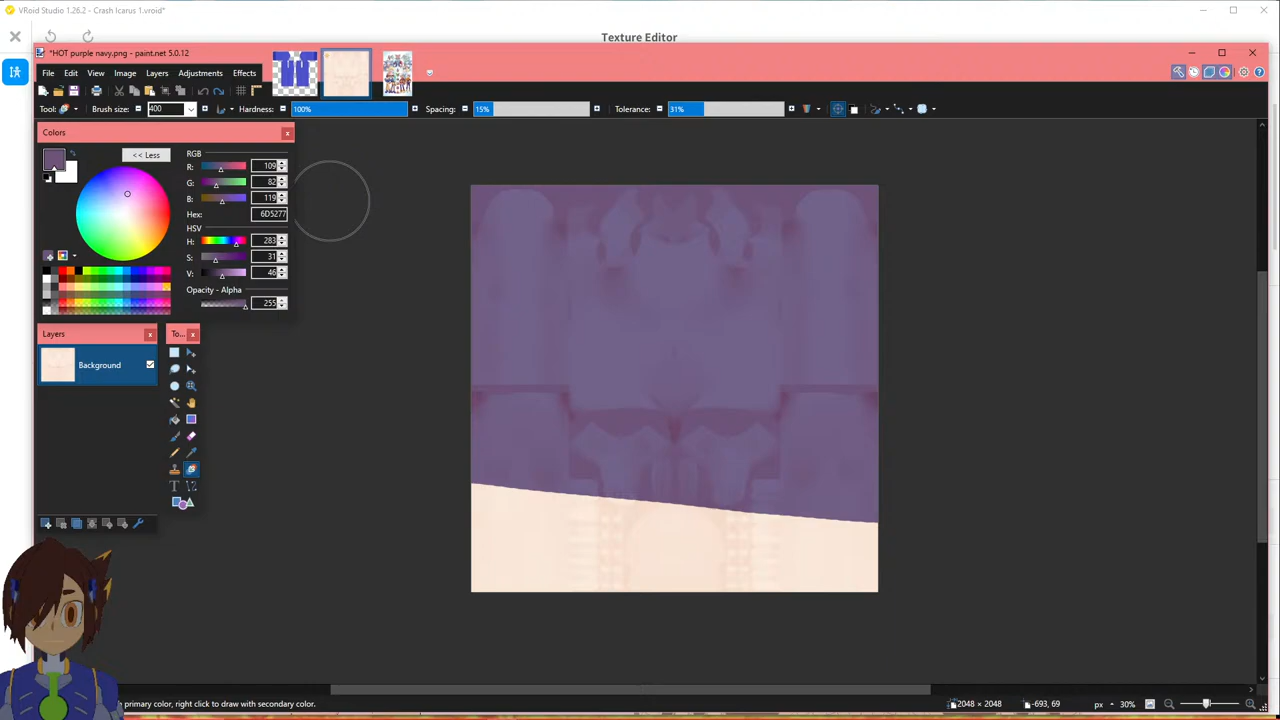 VRoid Studio 1.26.2 - Crash Icarus 1.vroid*
Texture Editor
*HOT purple navy.png - paint.net 5.0.12
File Edit View Image Layers Adjustments Effects
Tool: Brush size: 400 Hardness: 100% Spacing: 15% Tolerance: 31%
Colors
<< Less
RGB
R: 109
G: 82
B: 119
Hex: 6D5277
HSV
H: 283
S: 31
V: 46
Opacity - Alpha
255
Layers
To...
Background
primary color, right click to draw with secondary color.
2048 × 2048
-693, 69
px
30%